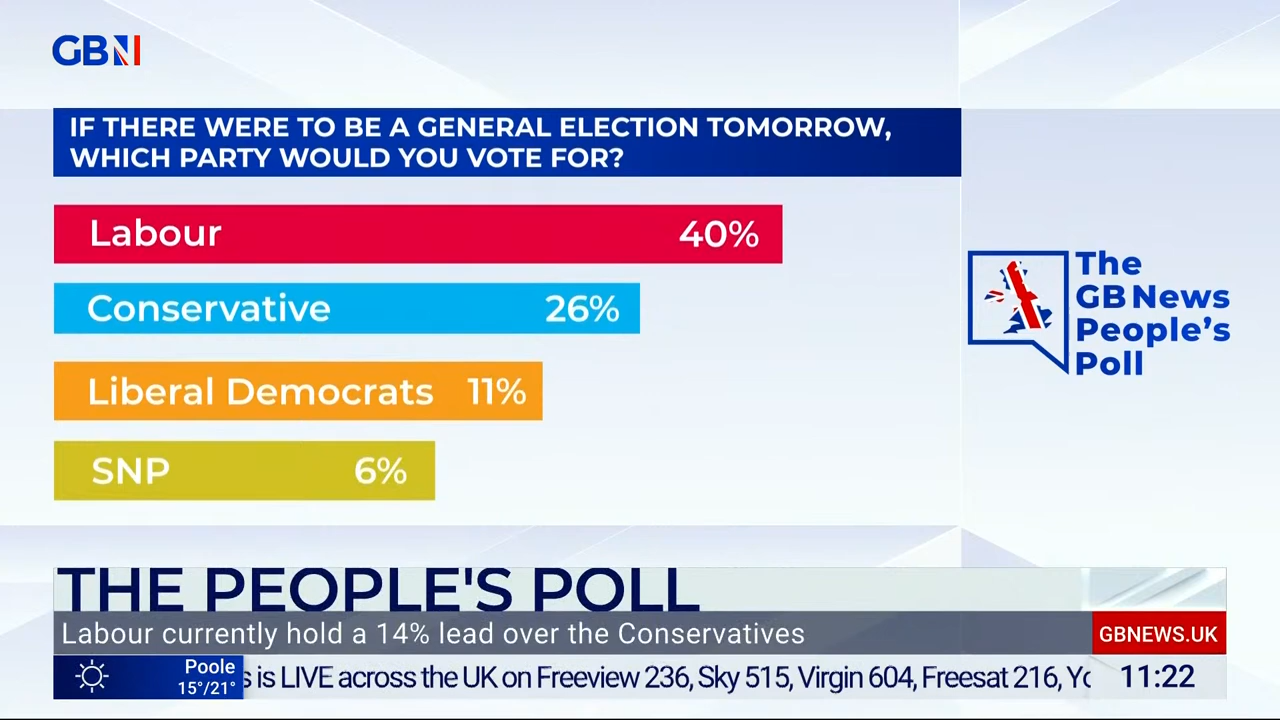 GBN
IF THERE WERE TO BE A GENERAL ELECTION TOMORROW,
WHICH PARTY WOULD YOU VOTE FOR?
Labour 40%
Conservative 26%
Liberal Democrats 11%
SNP 6%
The
GB News
People's
Poll
THE PEOPLE'S POLL
Labour currently hold a 14% lead over the Conservatives
GBNEWS.UK
Poole
15°/21°
s is LIVE across the UK on Freeview 236, Sky 515, Virgin 604, Freesat 216, Yo
11:22